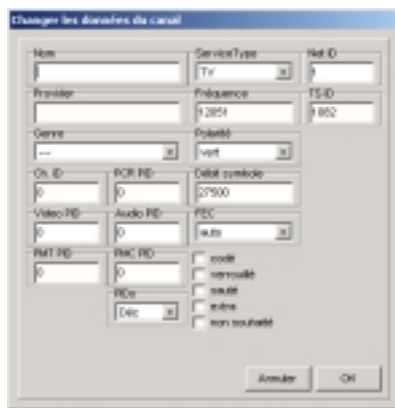 Changer les données du canal
Nom ServiceType Net ID
TV 1
Provider Fréquence TS ID
12051 1082
Genre Polarité
--- vert
Ch. ID PCR PID Débit symbole
0 0 27500
Video PID Audio PID FEC
0 0 auto
PMT PID PMC PID
0 0
codé
verrouillé
sauté
PIDs
extra
Déc
non souhaité
Annuler OK